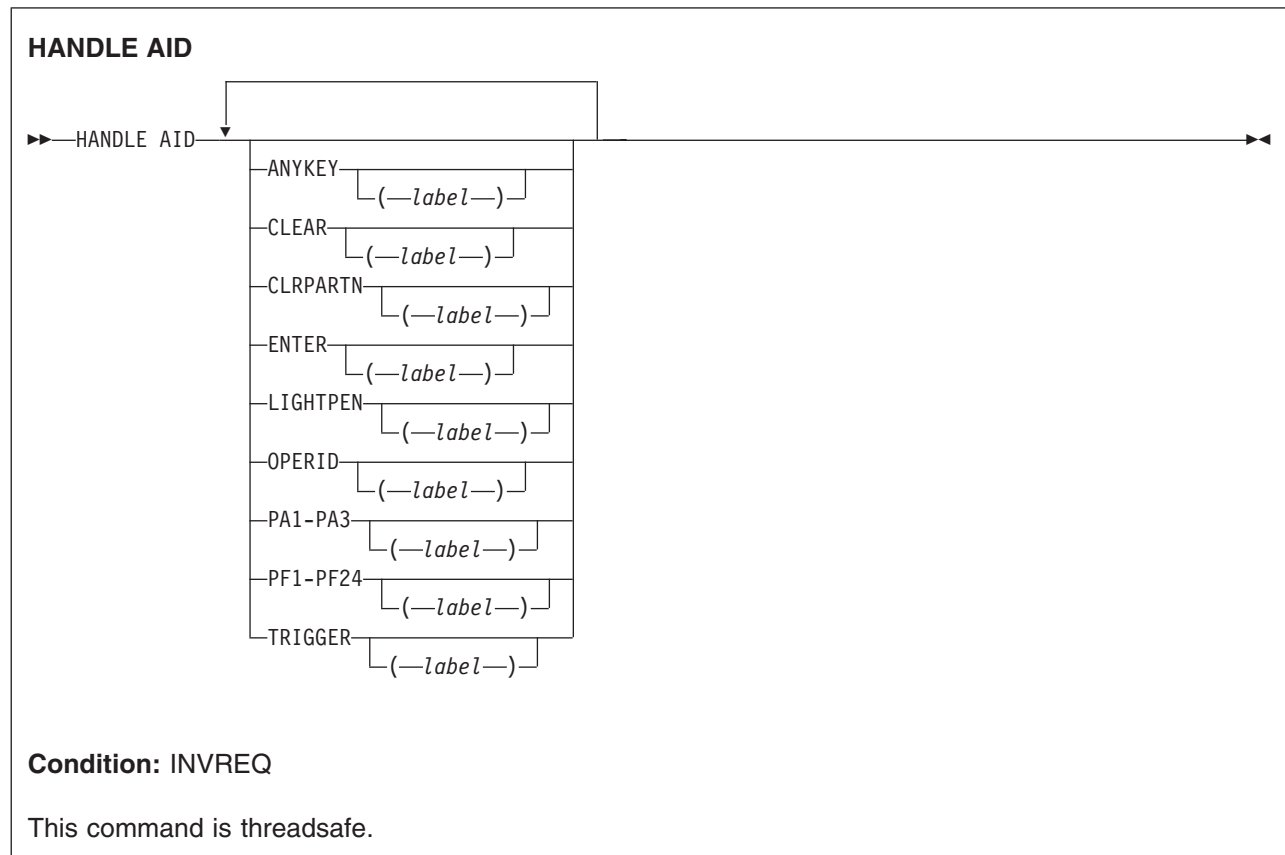 HANDLE AID
HANDLE AID
ANYKEY
(label)
CLEAR
(label)
CLRPARTN
(label)
ENTER
(label)
LIGHTPEN
(label)
OPERID
(label)
PA1-PA3
(label)
PF1-PF24
(label)
TRIGGER
(label)
Condition: INVREQ
This command is threadsafe.